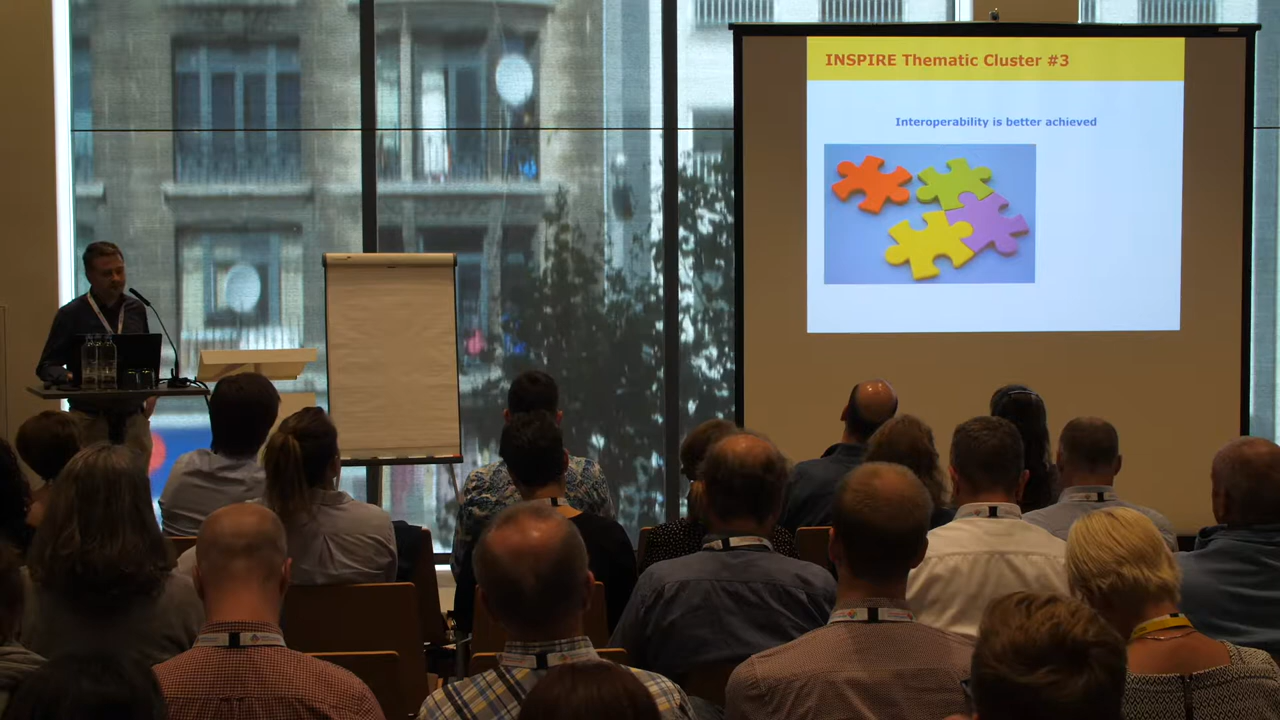 INSPIRE Thematic Cluster #3
Interoperability is better achieved